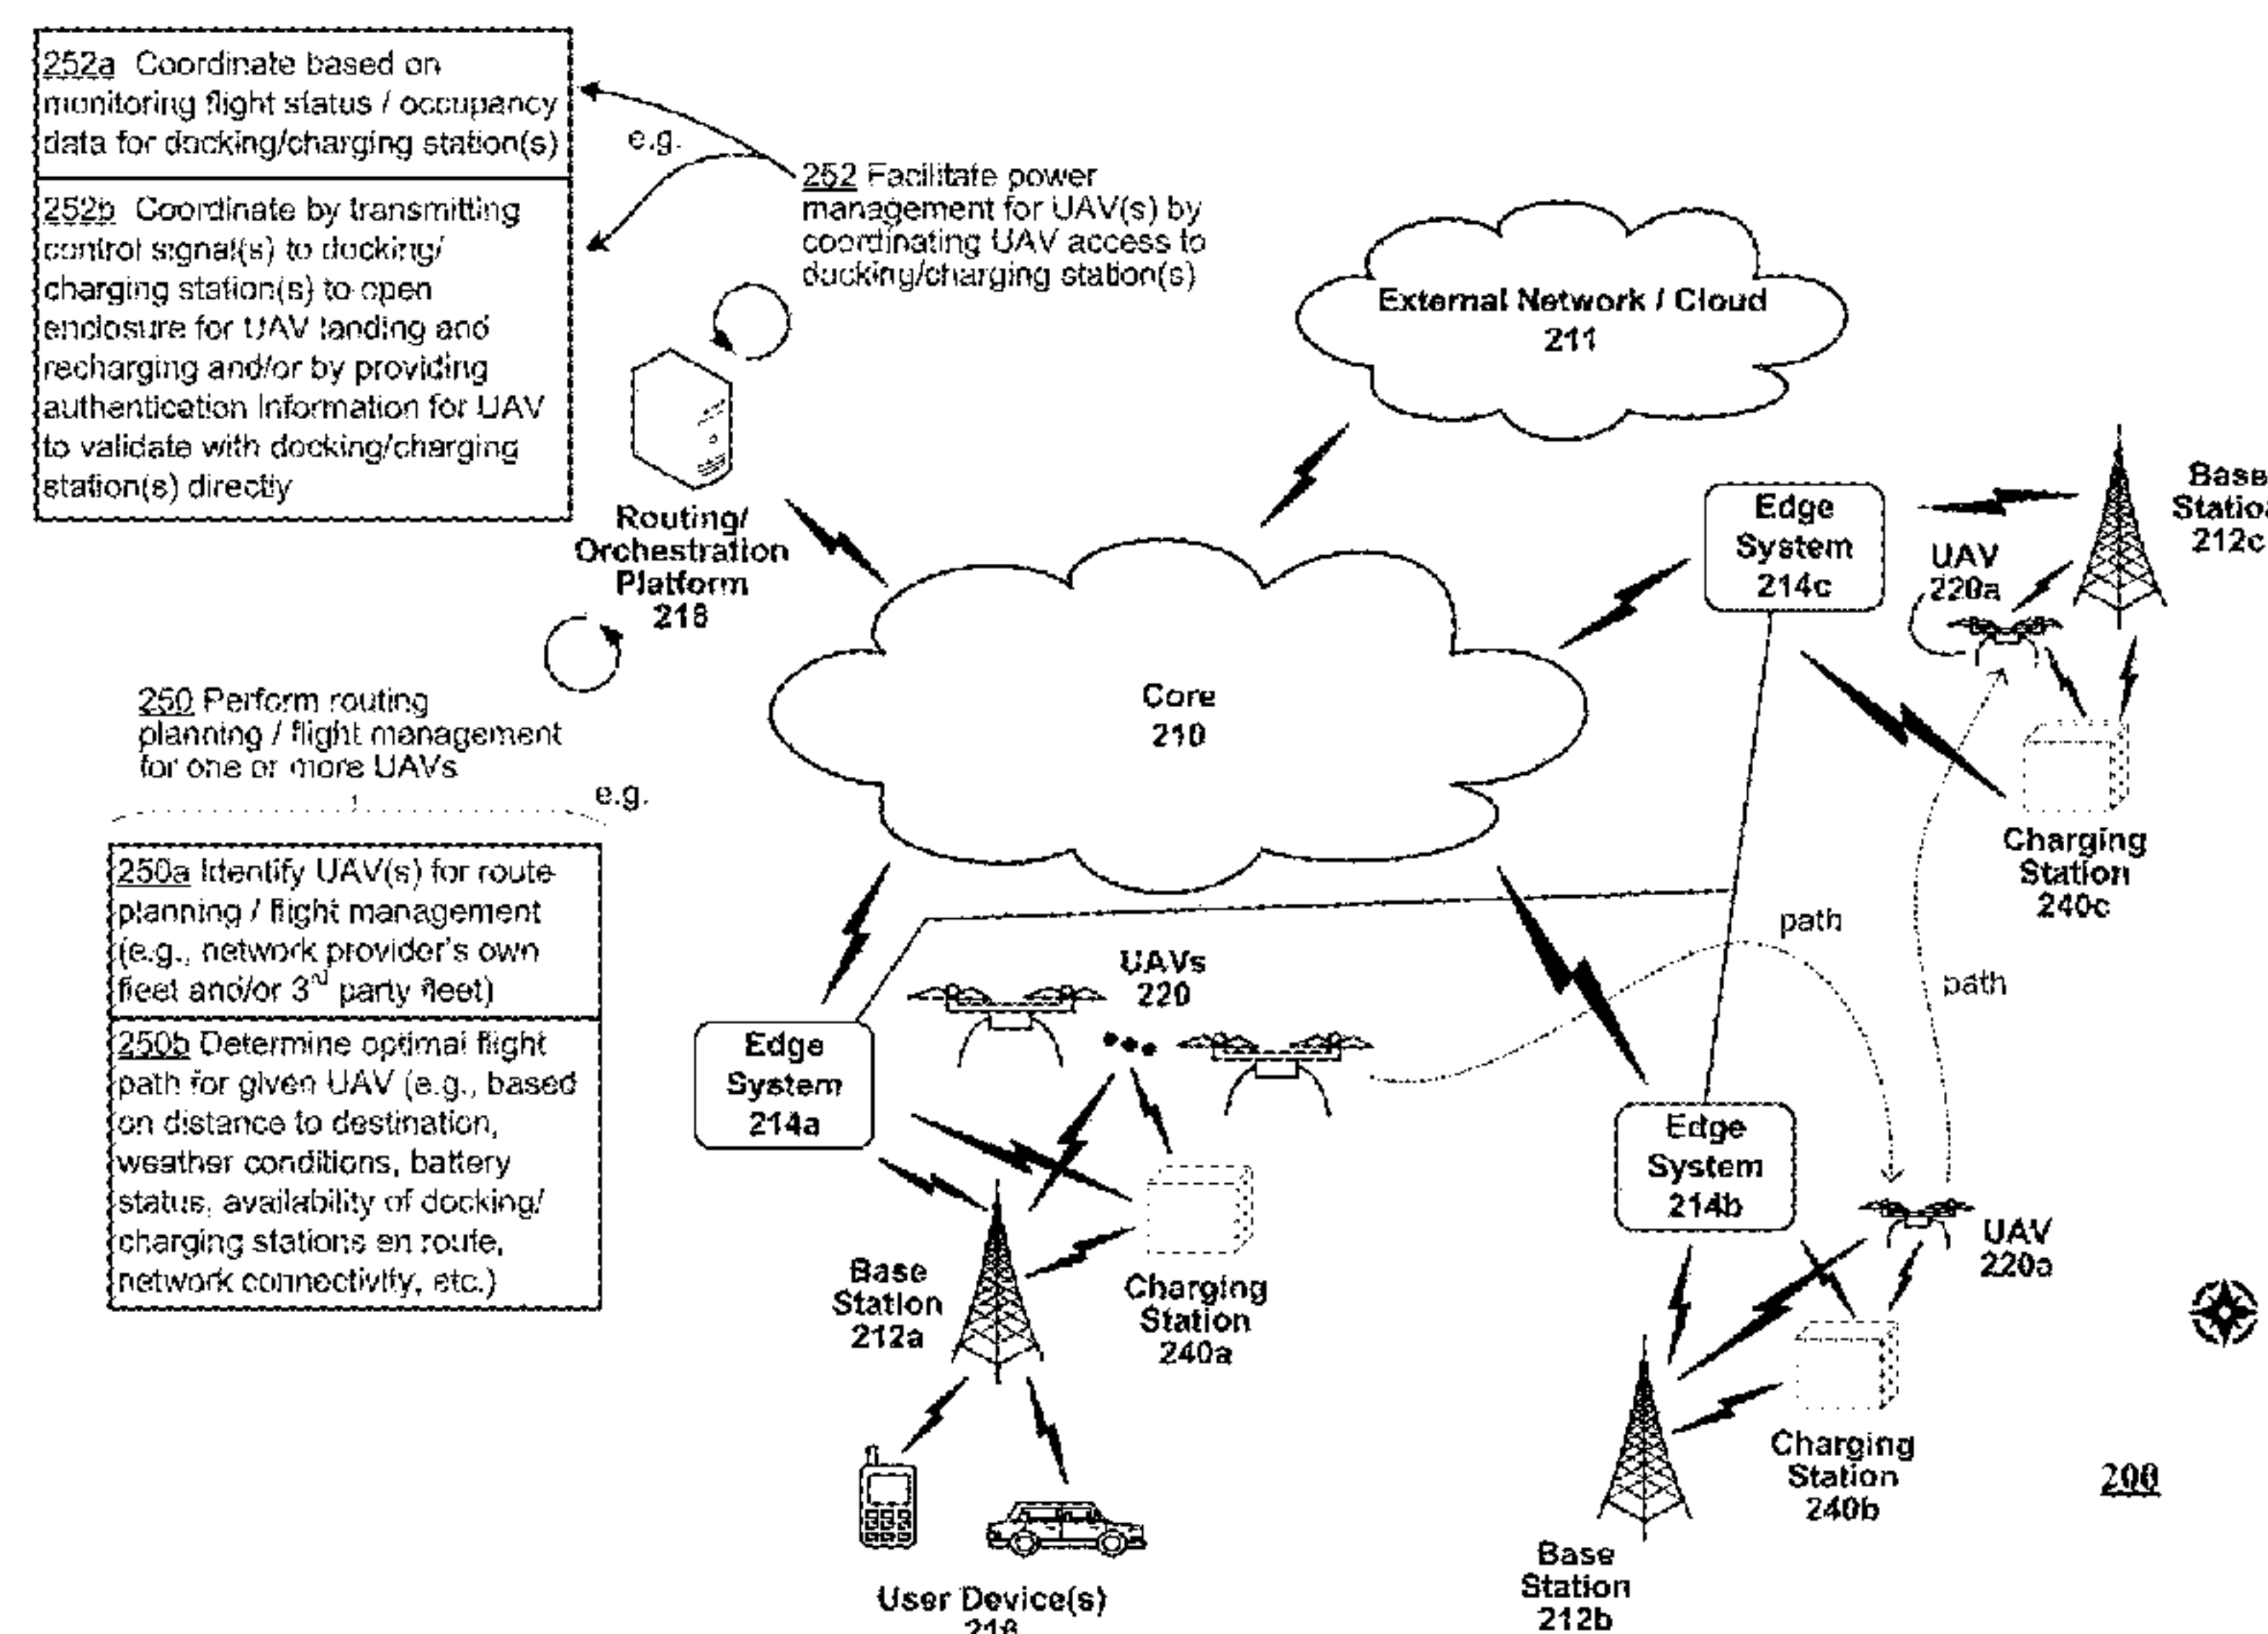 252a Coordinate based on
monitoring flight status / occupancy
data for docking/charging station(s)
252b Coordinate by transmitting
control signal(s) to docking/
charging station(s) to open
enclosure for UAV landing and
recharging and/or by providing
authentication Information for UAV
to validate with docking/charging
station(s) directly
e.g.
252 Facilitate power
management for UAV(s) by
coordinating UAV access to
docking/charging station(s)
External Network / Cloud
211
Routing/
Orchestration
Platform
218
Edge
System
214c
UAV
220a
Base
212c
250 Perform routing
planning / flight management
for one or more UAVs
e.g.
Core
210
Charging
Station
240c
250a Identify UAV(s) for route
planning / flight management
(e.g., network provider's own
fleet and/or 3rd party fleet)
250b Determine optimal flight
path for given UAV (e.g., based
on distance to destination,
weather conditions, battery
status, availability of docking/
charging stations en route,
network connectivity, etc.)
path
path
UAVs
220
Edge
System
214a
Edge
System
214b
UAV
220a
Base
Station
212a
Charging
Station
240a
Charging
Station
240b
User Device(s)
216
Base
Station
212b
200